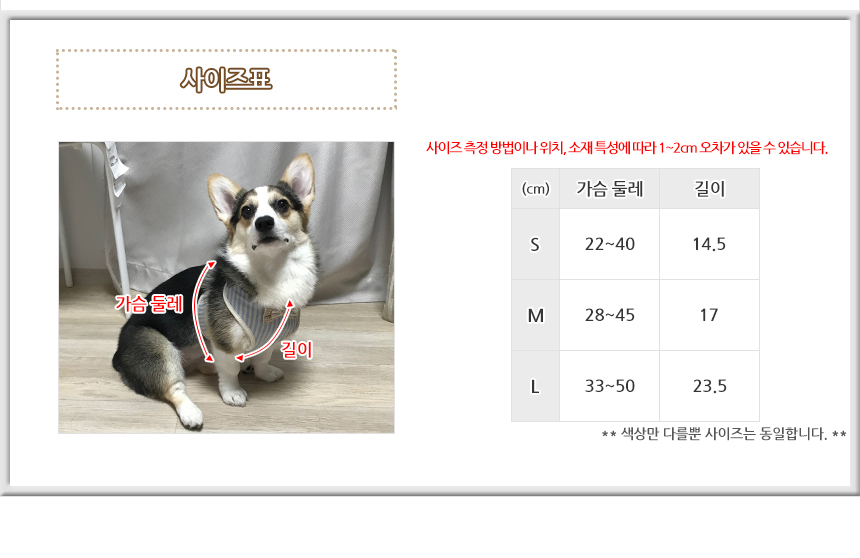 사이즈표
사이즈 측정 방법이나 위치, 소재 특성에 따라 1~2cm 오차가 있을 수 있습니다.
(cm) 가슴 둘레 길이
S 22~40 14.5
M 28~45 17
L 33~50 23.5
** 색상만 다를뿐 사이즈는 동일합니다. **
가슴 둘레
길이